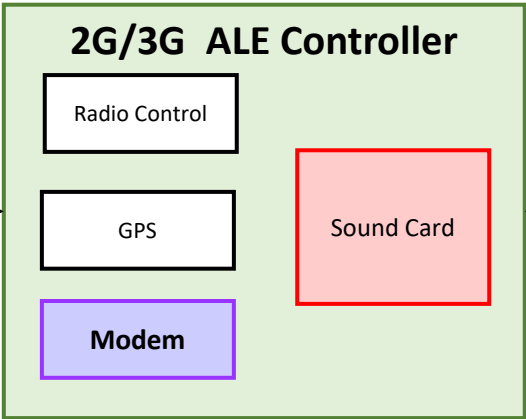 2G/3G ALE Controller
Radio Control
GPS
Sound Card
Modem